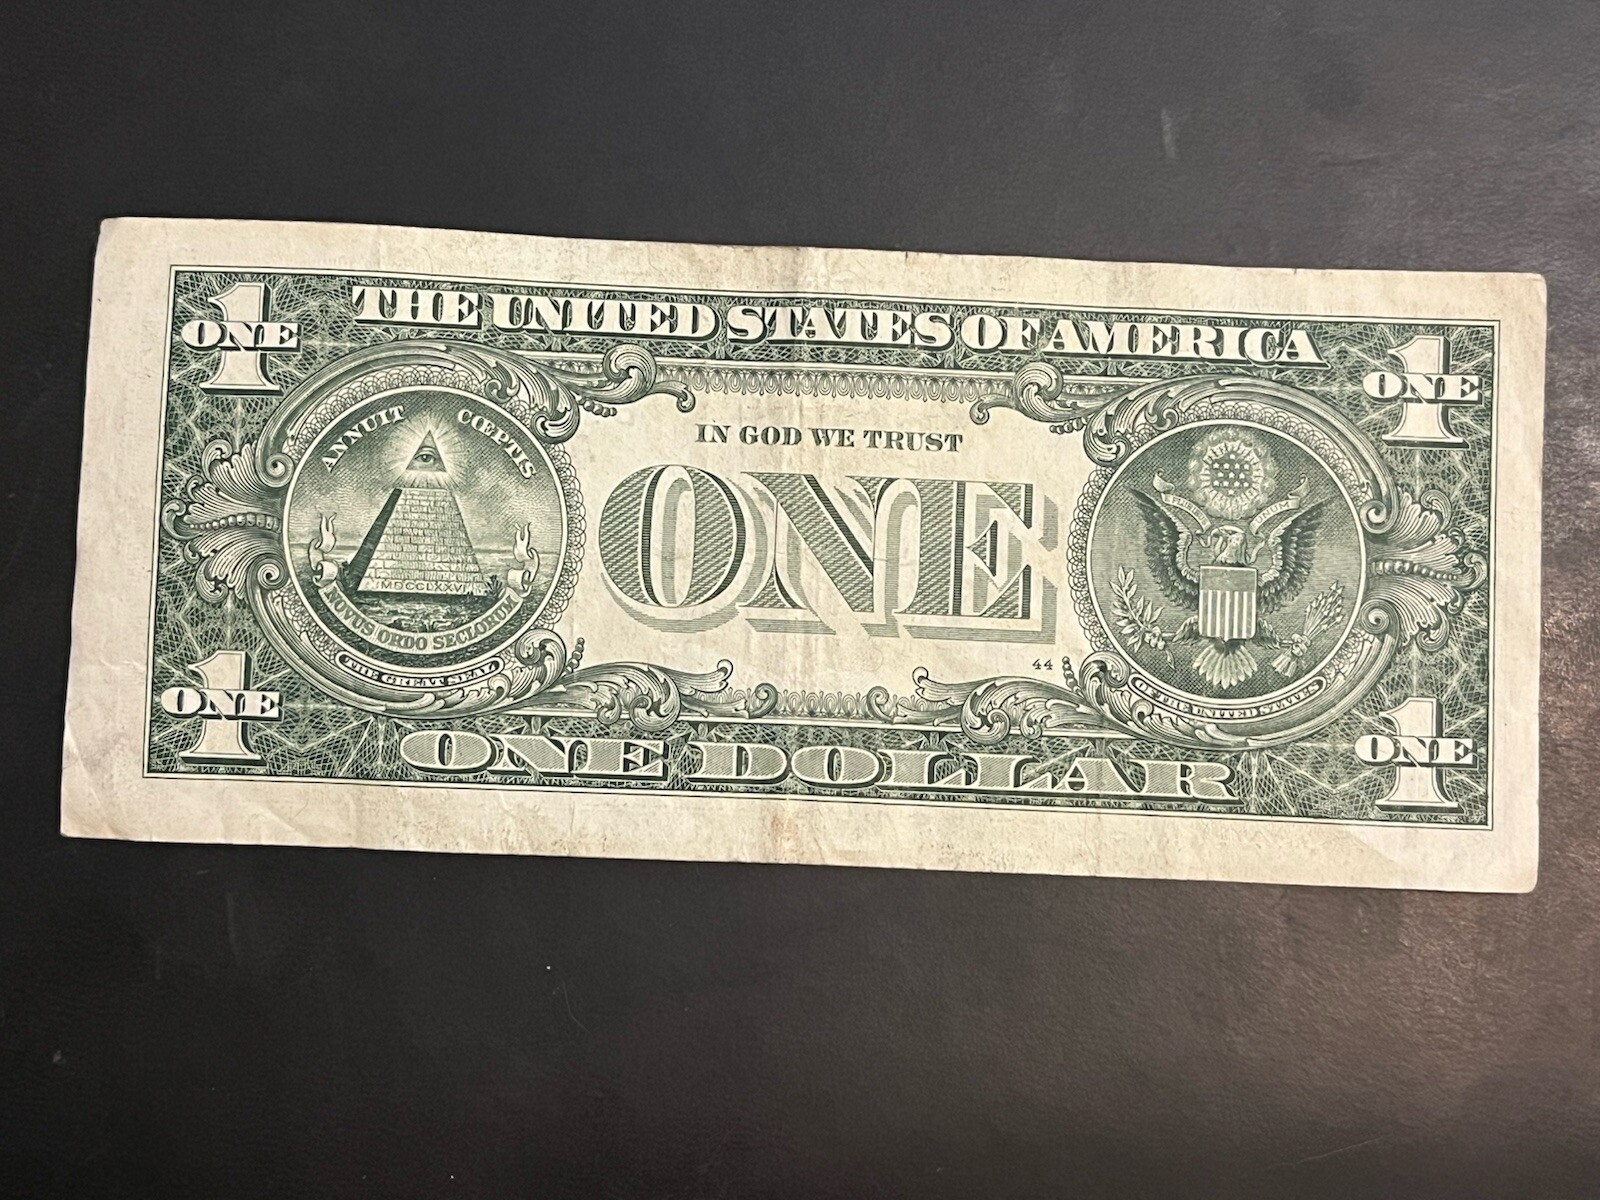 THE UNITED STATES OF AMERICA
1
ONE
1
ONE
ANNUIT CŒPTIS
MDCCLXXVI
NOVUS ORDO SECLORUM
THE GREAT SEAL
IN GOD WE TRUST
ONE
44
OF THE UNITED STATES
1
ONE
ONE DOLLAR
1
ONE